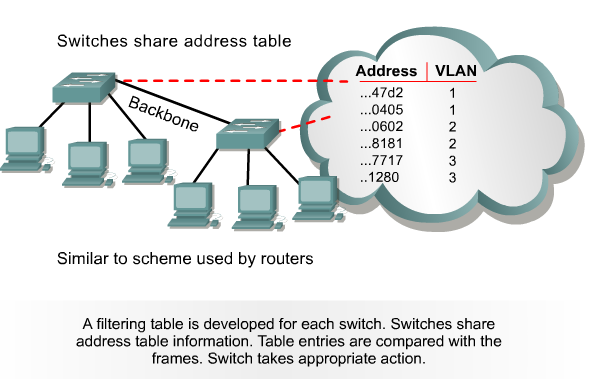 Switches share address table
Address VLAN
...47d2 1
...0405 1
...0602 2
...8181 2
...7717 3
..1280 3
Backbone
Similar to scheme used by routers
A filtering table is developed for each switch. Switches share
address table information. Table entries are compared with the
frames. Switch takes appropriate action.